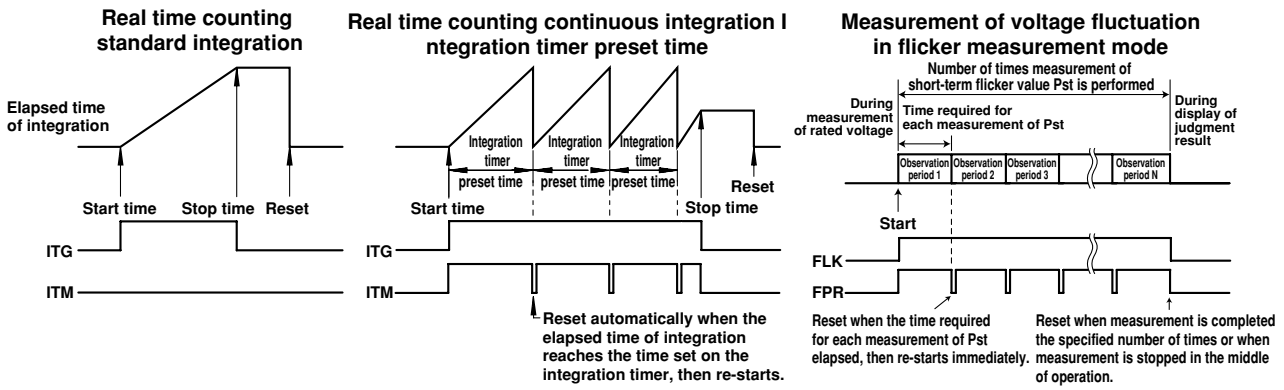 Real time counting
standard integration
Elapsed time
of integration
Start time
Stop time
Reset
ITG
ITM
Real time counting continuous integration I
ntegration timer preset time
Integration
timer
preset time
Integration
timer
preset time
Integration
timer
preset time
Reset
Start time
Stop time
ITG
ITM
Reset automatically when the
elapsed time of integration
reaches the time set on the
integration timer, then re-starts.
Measurement of voltage fluctuation
in flicker measurement mode
Number of times measurement of
short-term flicker value Pst is performed
During
measurement
of rated voltage
Time required for
each measurement of Pst
During
display of
judgment
result
Observation
period 1
Observation
period 2
Observation
period 3
Observation
period N
Start
FLK
FPR
Reset when the time required
for each measurement of Pst
elapsed, then re-starts immediately.
Reset when measurement is completed
the specified number of times or when
measurement is stopped in the middle
of operation.